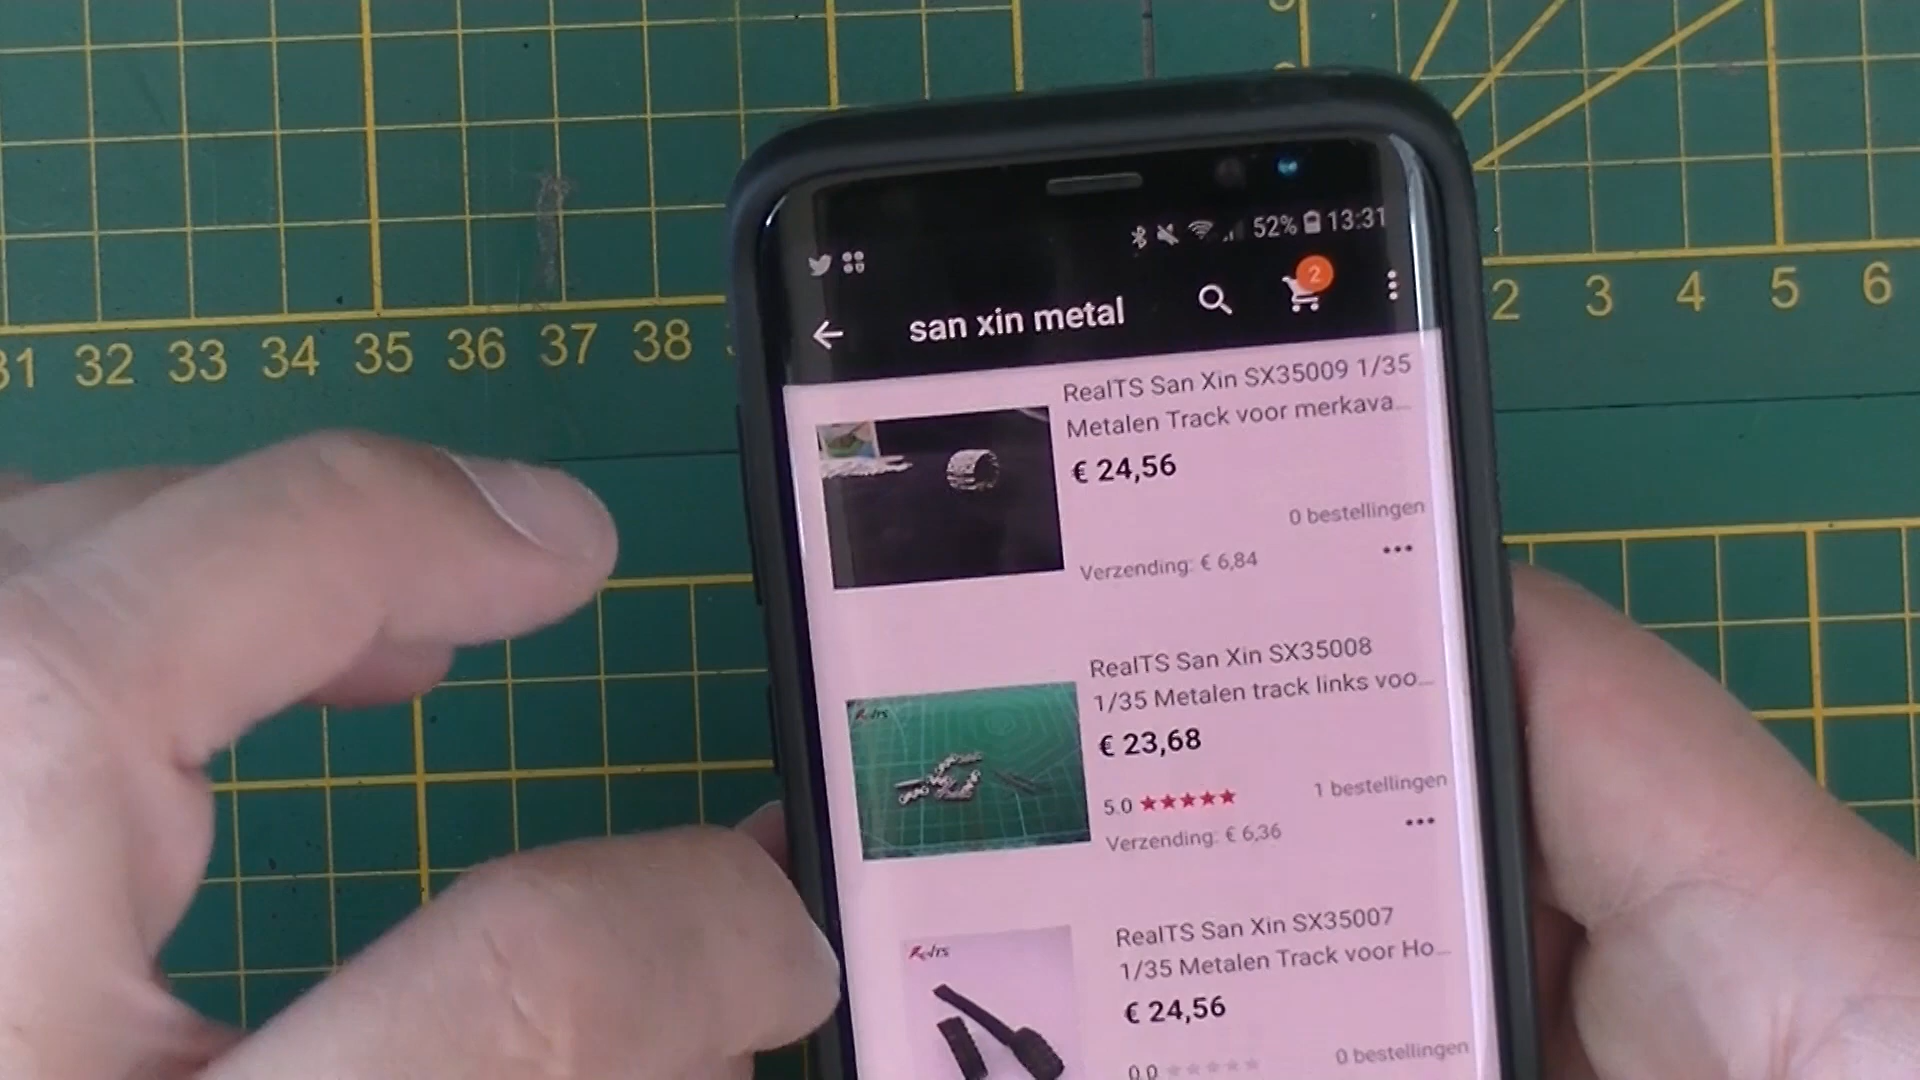 31 32 33 34 35 36 37 38
2 3 4 5 6
52% 13:31
2
san xin metal
RealTS San Xin SX35009 1/35
Metalen Track voor merkava...
€ 24,56
0 bestellingen
Verzending: € 6,84
RealTS San Xin SX35008
1/35 Metalen track links voo...
€ 23,68
5.0
1 bestellingen
Verzending: € 6,36
RealTS San Xin SX35007
1/35 Metalen Track voor Ho...
€ 24,56
0.0
0 bestellingen